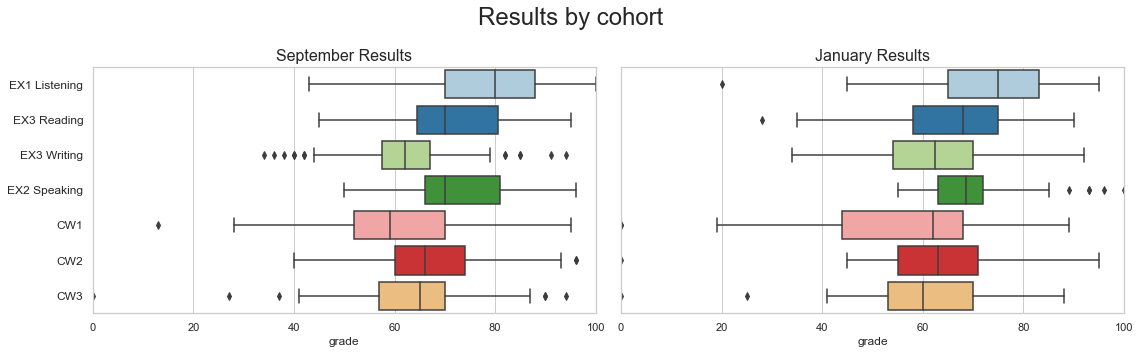 Results by cohort
September Results
January Results
EX1 Listening
EX3 Reading
EX3 Writing
EX2 Speaking
CW1
CW2
CW3
0 20 40 60 80 100
grade
0 20 40 60 80 100
grade